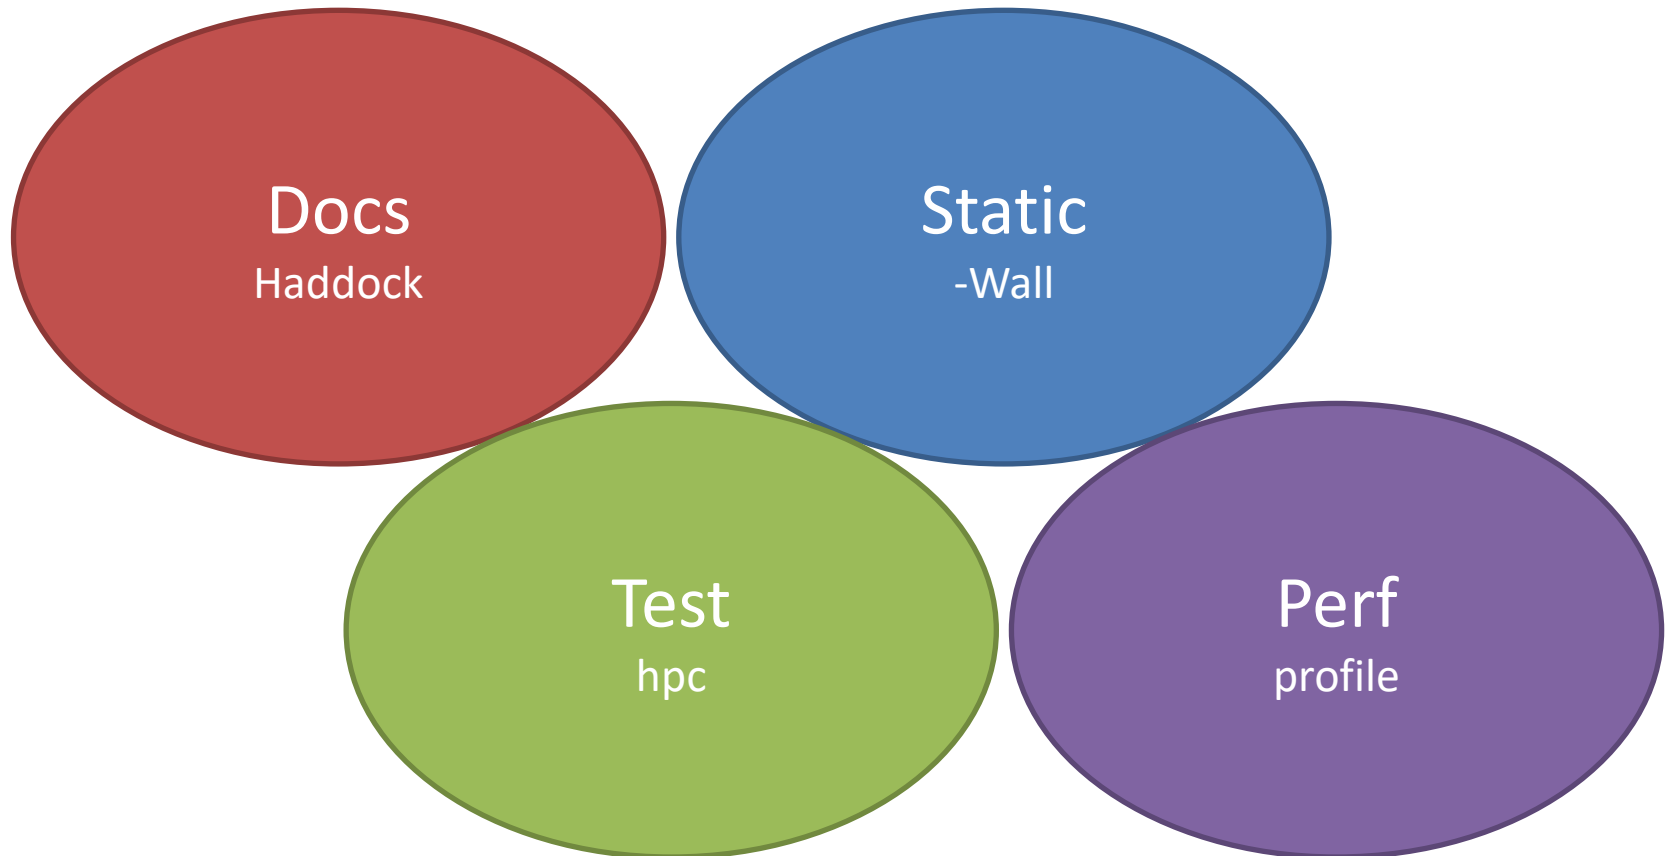 Docs
Haddock
Static
-Wall
Test
hpc
Perf
profile